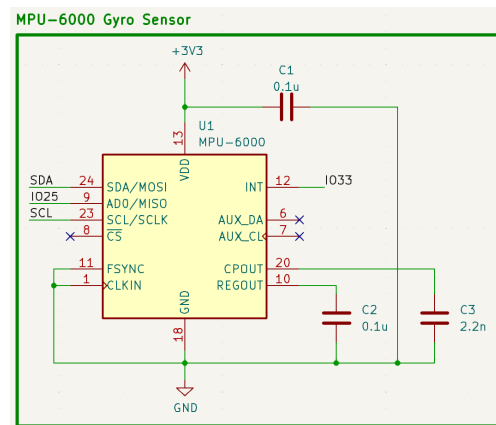 MPU-6000 Gyro Sensor
+3V3
C1
0.1u
U1
MPU-6000
13
VDD
SDA 24 SDA/MOSI INT 12 IO33
IO25 9 AD0/MISO
SCL 23 SCL/SCLK AUX_DA 6
8 CS AUX_CL 7
11 FSYNC CPOUT 20
1 CLKIN REGOUT 10
GND
18
C2
0.1u
C3
2.2n
GND